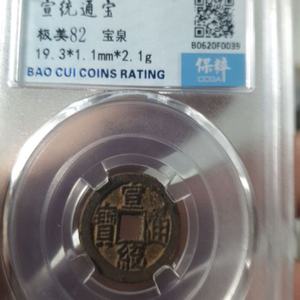 宣统通宝
极美82 宝泉
19.3*1.1mm*2.1g
BAO CUI COINS RATING
B0620F0039
保粹
CCGA
宣統通寶